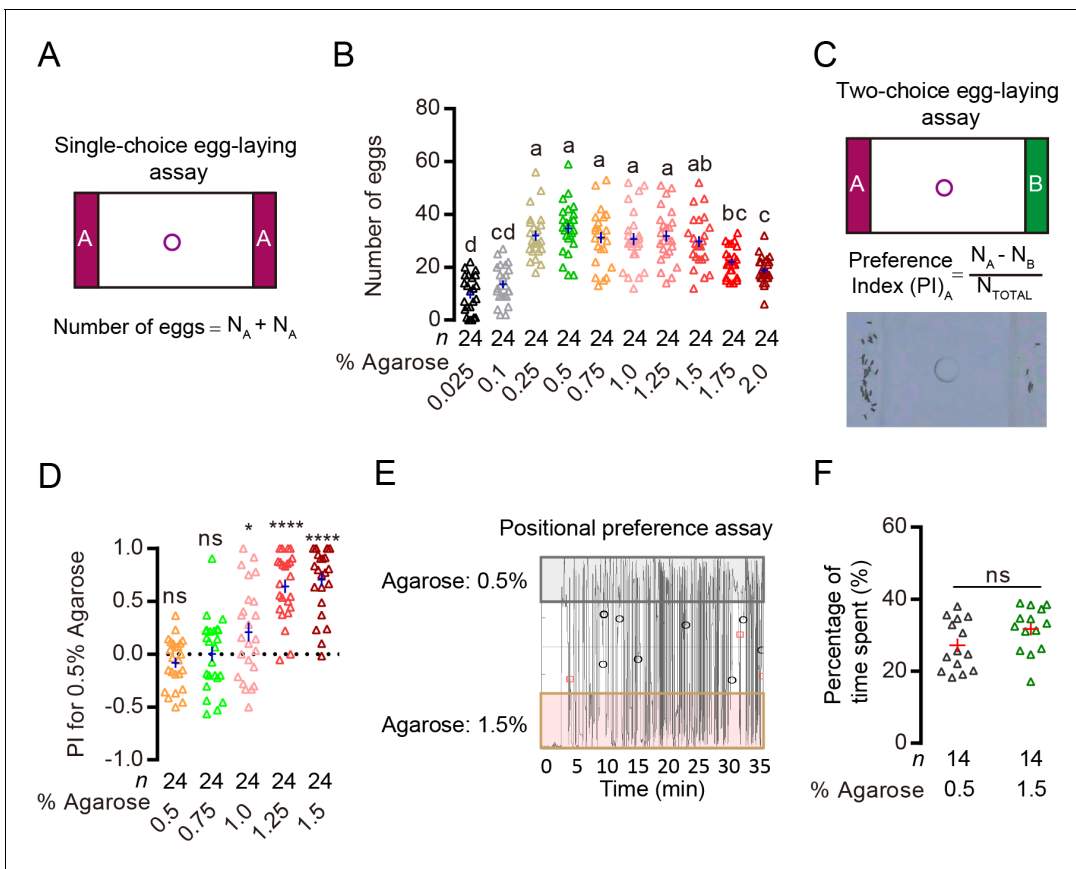 A
Single-choice egg-laying
assay
A
A
Number of eggs = NA + NA
B
Number of eggs
80
60
40
20
0
d
cd
a
a
a
a
a
ab
bc
c
n 24 24 24 24 24 24 24 24 24 24
% Agarose
0.025 0.1 0.25 0.5 0.75 1.0 1.25 1.5 1.75 2.0
C
Two-choice egg-laying
assay
A
B
Preference
Index (PI)A = NA - NB
NTOTAL
D
PI for 0.5% Agarose
1.0
0.5
0.0
-0.5
-1.0
ns
ns
*
****
****
n 24 24 24 24 24
% Agarose
0.5 0.75 1.0 1.25 1.5
E
Positional preference assay
Agarose: 0.5%
Agarose: 1.5%
0 5 10 15 20 25 30 35
Time (min)
F
Percentage of
time spent (%)
60
40
20
0
ns
n 14 14
% Agarose 0.5 1.5